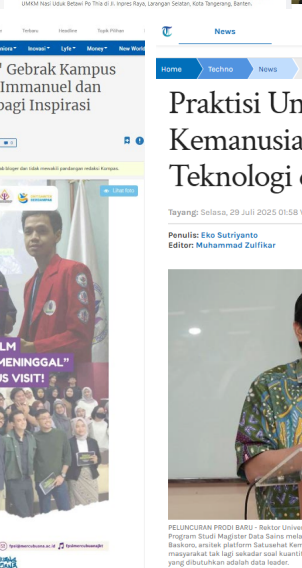 UMKM Nasi Uduk Betawi Po Tria di Jl. Inpres Raya, Larangan Selatan, Kota Tangerang, Banten.
Terbaru Headline Topik Pilihan
Inovasi Lyfe Money New World
Gebrak Kampus
Immanuel dan
bagi Inspirasi
Lihat foto
LM
MENINGGAL"
US VISIT!
News
Home Techno News
Praktisi Un
Kemanusia
Teknologi
Tayang: Selasa, 29 Juli 2025 01:58
Penulis: Eko Sutriyanto
Editor: Muhammad Zulfikar
PELUNCURAN PRODI BARU - Rektor Univer
Program Studi Magister Data Sains mela
Baskoro, arsitek platform Satusehat Kem
masyarakat tak lagi sekadar soal kuantit
yang dibutuhkan adalah data leader.